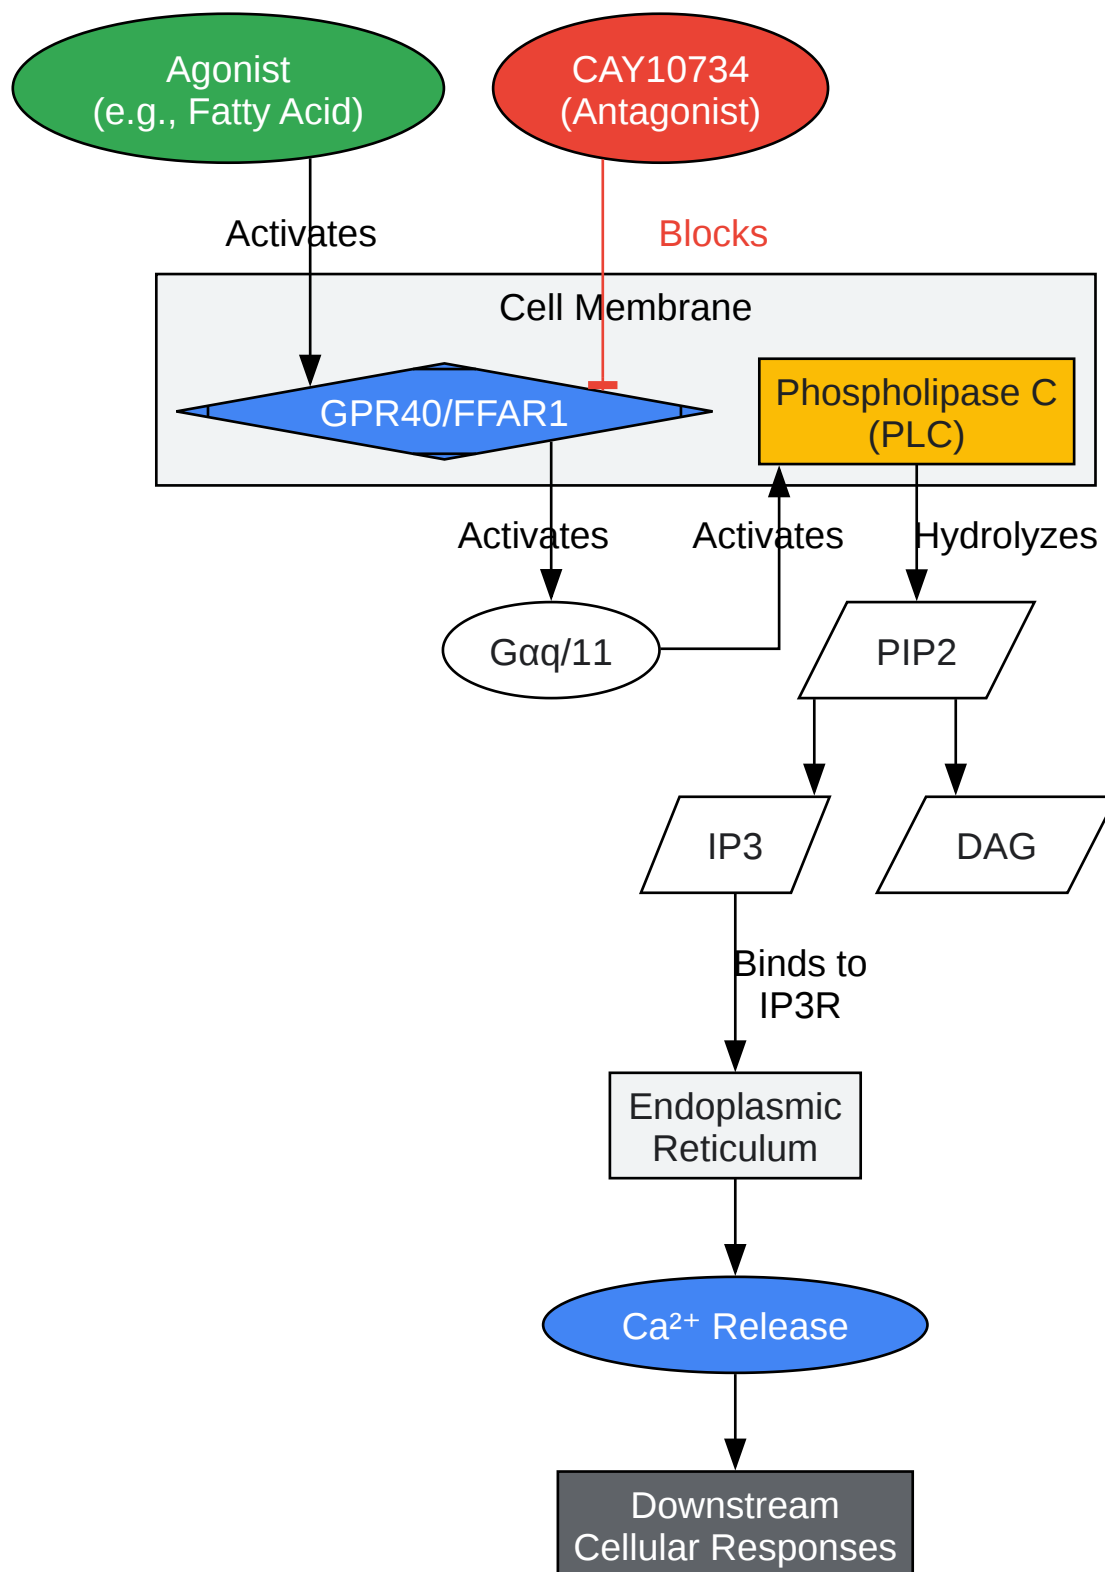 Agonist
(e.g., Fatty Acid)
CAY10734
(Antagonist)
Activates
Blocks
Cell Membrane
GPR40/FFAR1
Phospholipase C
(PLC)
Activates
Activates
Hydrolyzes
Gαq/11
PIP2
IP3
DAG
Binds to
IP3R
Endoplasmic
Reticulum
Ca²⁺ Release
Downstream
Cellular Responses